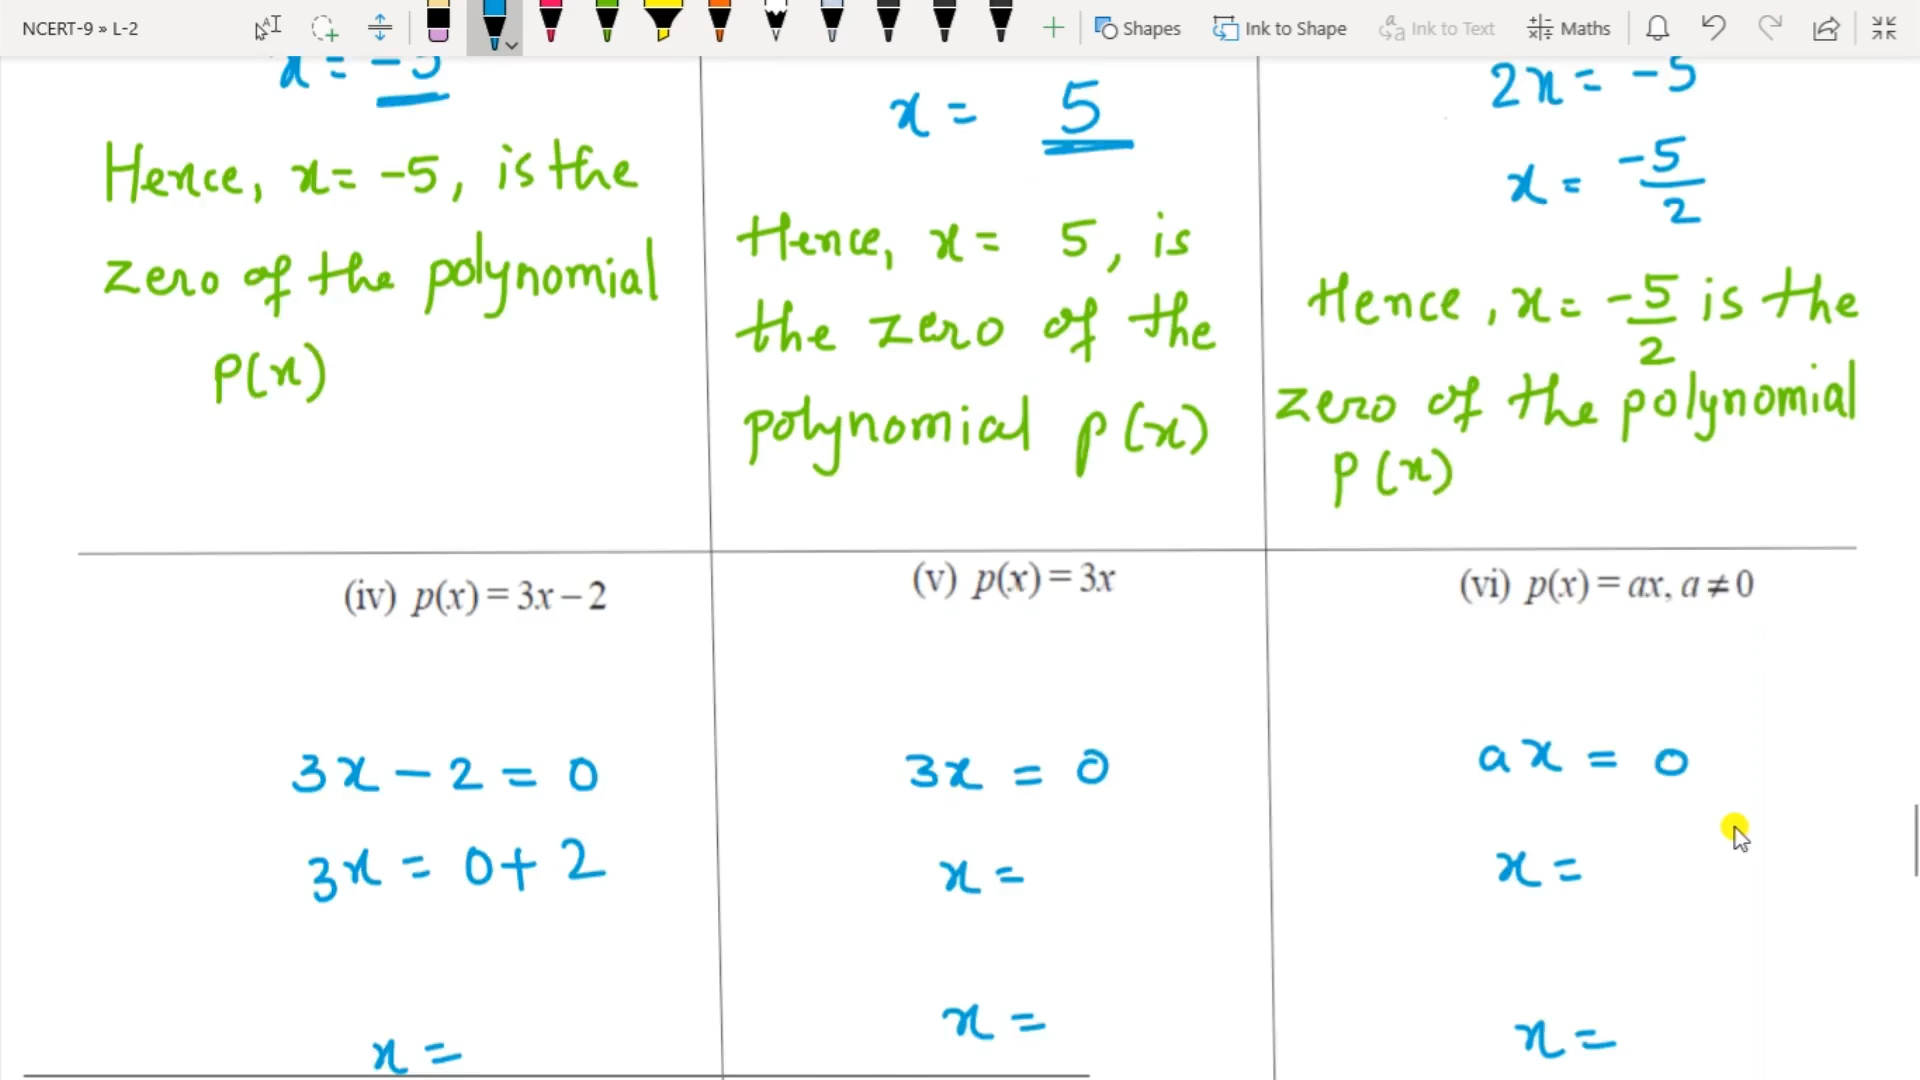 NCERT-9 » L-2
Shapes
Ink to Shape
Ink to Text
Maths
x = -5
Hence, x = -5, is the
zero of the polynomial
P(x)
x = 5
Hence, x = 5, is
the zero of the
polynomial p(x)
2x = -5
x = -5/2
Hence, x = -5/2 is the
zero of the polynomial
P(x)
(iv) p(x) = 3x – 2
3x - 2 = 0
3x = 0 + 2
x =
(v) p(x) = 3x
3x = 0
x =
x =
(vi) p(x) = ax, a ≠ 0
ax = 0
x =
x =